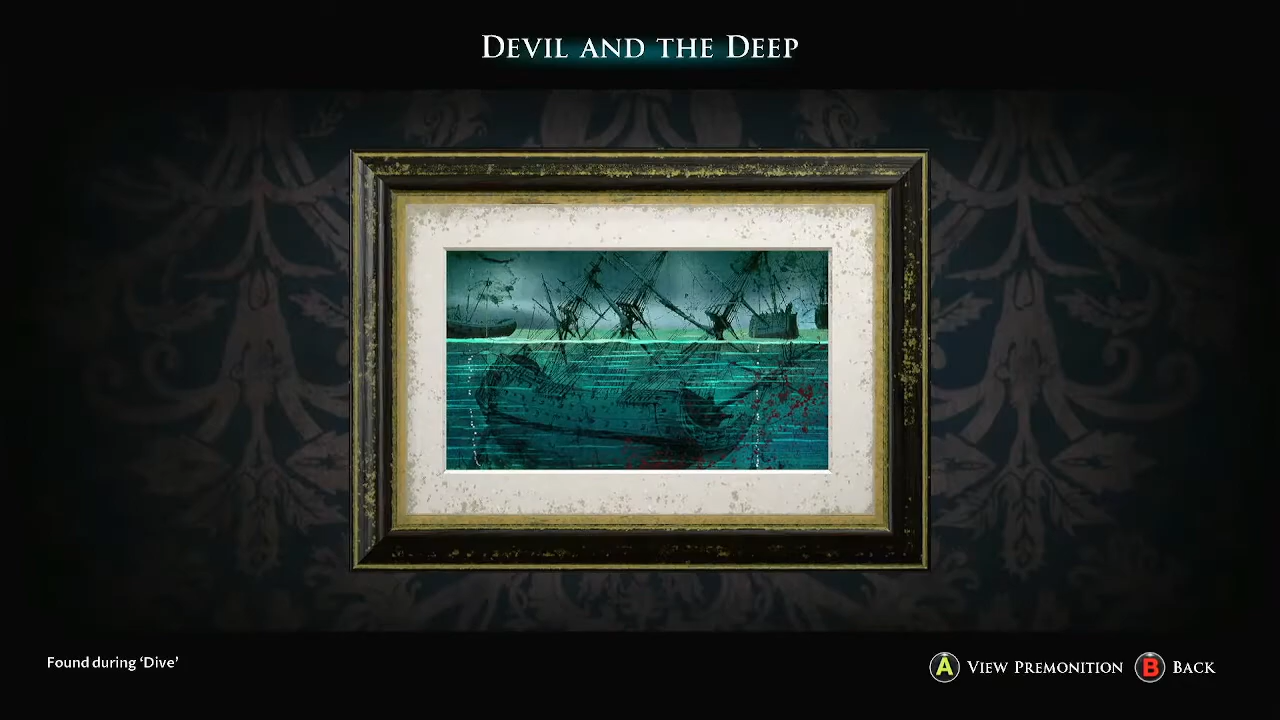 DEVIL AND THE DEEP
Found during ‘Dive’
A VIEW PREMONITION B BACK